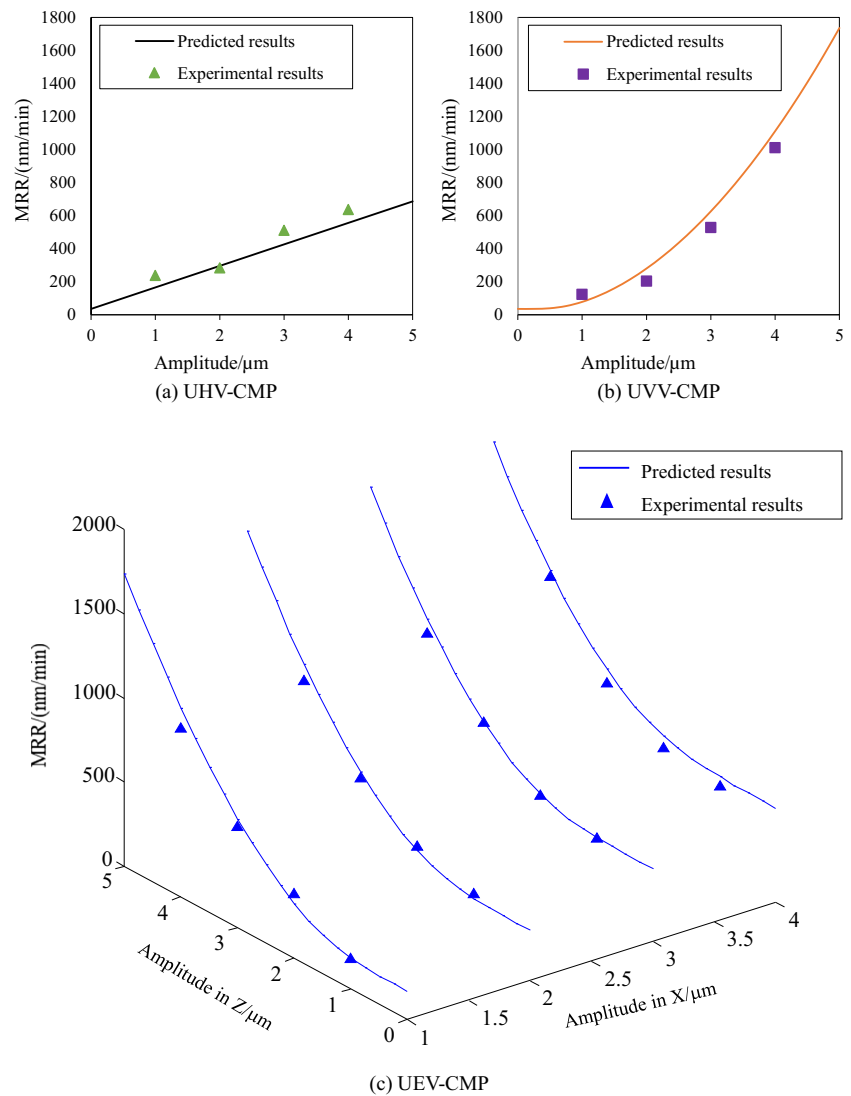 1800
1600
1400
1200
1000
800
600
400
200
0
MRR/(nm/min)
Predicted results
Experimental results
0 1 2 3 4 5
Amplitude/µm
(a) UHV-CMP
1800
1600
1400
1200
1000
800
600
400
200
0
MRR/(nm/min)
Predicted results
Experimental results
0 1 2 3 4 5
Amplitude/µm
(b) UVV-CMP
Predicted results
Experimental results
2000
1500
1000
500
0
MRR/(nm/min)
5
4
3
2
1
0
Amplitude in Z/µm
1
1.5
2
2.5
3
3.5
4
Amplitude in X/µm
(c) UEV-CMP